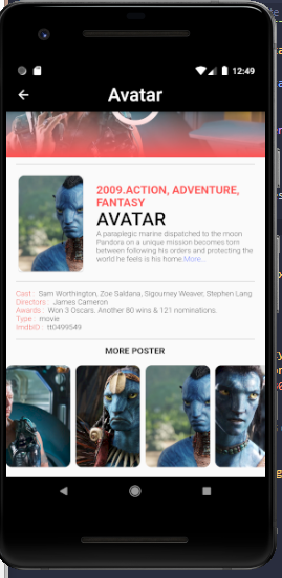 12:49
Avatar
2009.ACTION, ADVENTURE,
FANTASY
AVATAR
A paraplegic marine dispatched to the moon
Pandora on a unique mission becomes torn
between following his orders and protecting the
world he feels is his home.More...
Cast : Sam Worthington, Zoe Saldana, Sigourney Weaver, Stephen Lang
Directors : James Cameron
Awards : Won 3 Oscars. Another 80 wins & 121 nominations.
Type : movie
ImdbID : tt0499549
MORE POSTER